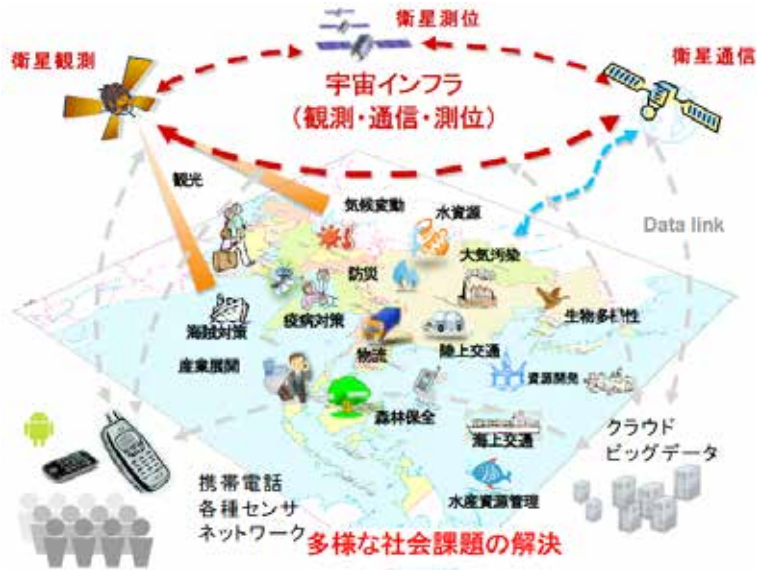 衛星測位
衛星観測
衛星通信
宇宙インフラ
(観測・通信・測位)
観光
気候変動
水資源
Data link
大気汚染
防災
海賊対策
疫病対策
生物多様性
物流
陸上交通
産業展開
資源開発
森林保全
海上交通
クラウド
ビッグデータ
水産資源管理
携帯電話
各種センサ
ネットワーク
多様な社会課題の解決